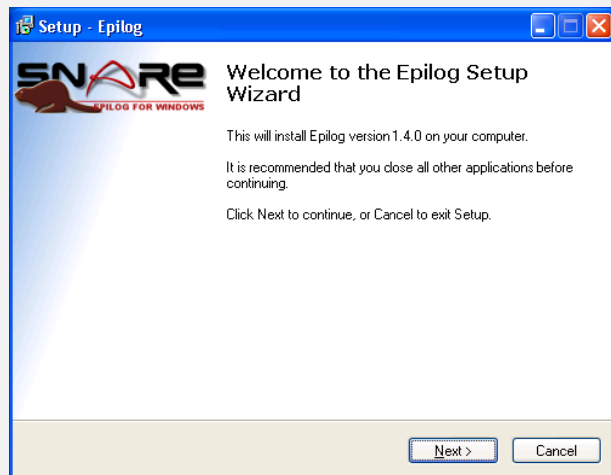 Setup - Epilog
SNARE
EPILOG FOR WINDOWS
Welcome to the Epilog Setup
Wizard
This will install Epilog version 1.4.0 on your computer.
It is recommended that you close all other applications before
continuing.
Click Next to continue, or Cancel to exit Setup.
Next >
Cancel